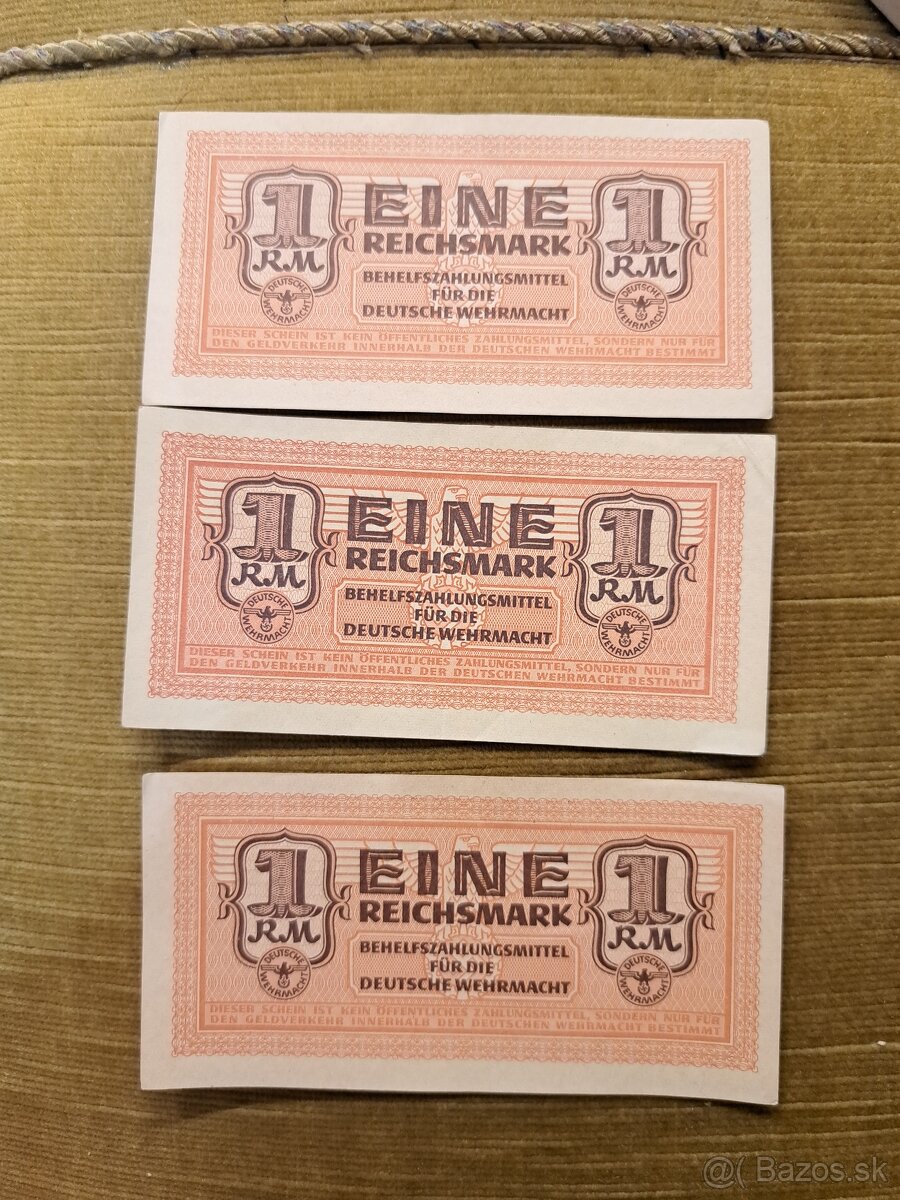 1 EINE 1
RM REICHSMARK RM
BEHELFSZAHLUNGSMITTEL
FÜR DIE
DEUTSCHE WEHRMACHT
DEUTSCHE WEHRMACHT
DEUTSCHE WEHRMACHT
DIESER SCHEIN IST KEIN ÖFFENTLICHES ZAHLUNGSMITTEL, SONDERN NUR FÜR
DEN GELDVERKEHR INNERHALB DER DEUTSCHEN WEHRMACHT BESTIMMT
1 EINE 1
RM REICHSMARK RM
BEHELFSZAHLUNGSMITTEL
FÜR DIE
DEUTSCHE WEHRMACHT
DEUTSCHE WEHRMACHT
DEUTSCHE WEHRMACHT
DIESER SCHEIN IST KEIN ÖFFENTLICHES ZAHLUNGSMITTEL, SONDERN NUR FÜR
DEN GELDVERKEHR INNERHALB DER DEUTSCHEN WEHRMACHT BESTIMMT
1 EINE 1
RM REICHSMARK RM
BEHELFSZAHLUNGSMITTEL
FÜR DIE
DEUTSCHE WEHRMACHT
DEUTSCHE WEHRMACHT
DEUTSCHE WEHRMACHT
DIESER SCHEIN IST KEIN ÖFFENTLICHES ZAHLUNGSMITTEL, SONDERN NUR FÜR
DEN GELDVERKEHR INNERHALB DER DEUTSCHEN WEHRMACHT BESTIMMT
@( Bazos.sk